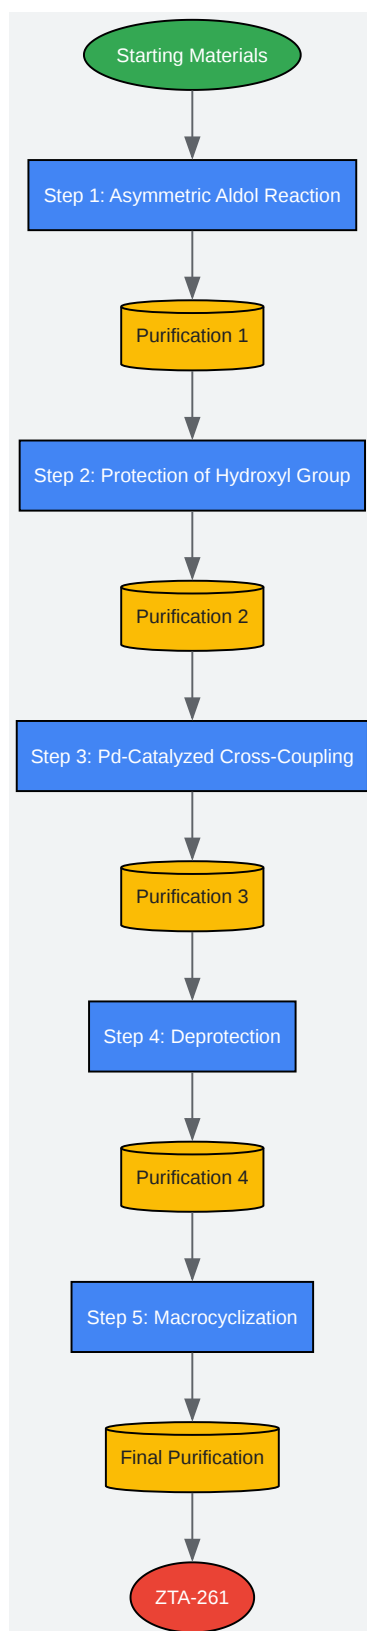 Starting Materials
Step 1: Asymmetric Aldol Reaction
Purification 1
Step 2: Protection of Hydroxyl Group
Purification 2
Step 3: Pd-Catalyzed Cross-Coupling
Purification 3
Step 4: Deprotection
Purification 4
Step 5: Macrocyclization
Final Purification
ZTA-261